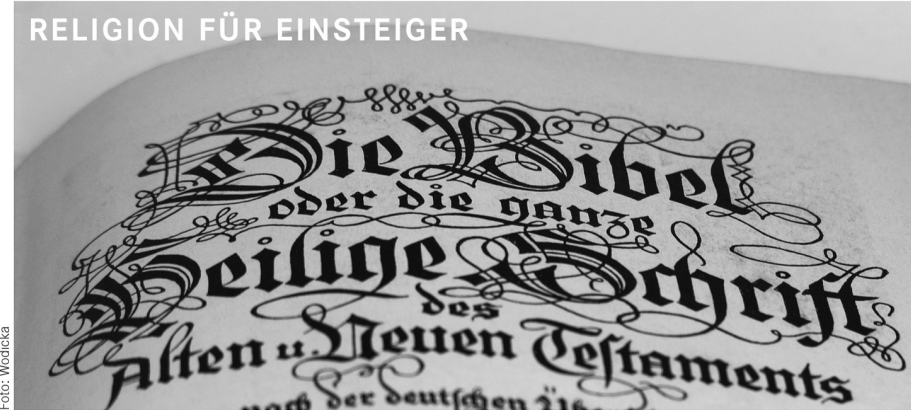 RELIGION FÜR EINSTEIGER
Die Bibel
oder die ganze
Heilige Schrift
des
Alten u. Neuen Testaments
nach der deutschen
Foto: Wodicka